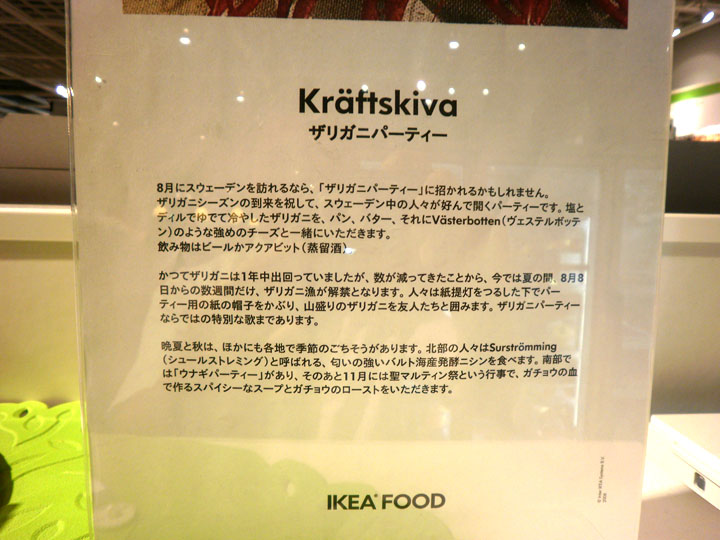 Kräftskiva
ザリガニパーティー
8月にスウェーデンを訪れるなら、「ザリガニパーティー」に招かれるかもしれません。
ザリガニシーズンの到来を祝して、スウェーデン中の人々が好んで開くパーティーです。塩と
ディルでゆでて冷やしたザリガニを、パン、バター、それにVästerbotten(ヴェステルボッテ
ン)のような強めのチーズと一緒にいただきます。
飲み物はビールかアクアビット(蒸留酒)
かつてザリガニは1年中出回っていましたが、数が減ってきたことから、今では夏の間、8月8
日からの数週間だけ、ザリガニ漁が解禁となります。人々は紙提灯をつるした下でパー
ティー用の紙の帽子をかぶり、山盛りのザリガニを友人たちと囲みます。ザリガニパーティー
ならではの特別な歌まであります。
晩夏と秋は、ほかにも各地で季節のごちそうがあります。北部の人々はSurströmming
(シュールストレミング)と呼ばれる、匂いの強いバルト海産発酵ニシンを食べます。南部で
は「ウナギパーティー」があり、そのあと11月には聖マルティン祭という行事で、ガチョウの血
で作るスパイシーなスープとガチョウのローストをいただきます。
IKEA FOOD